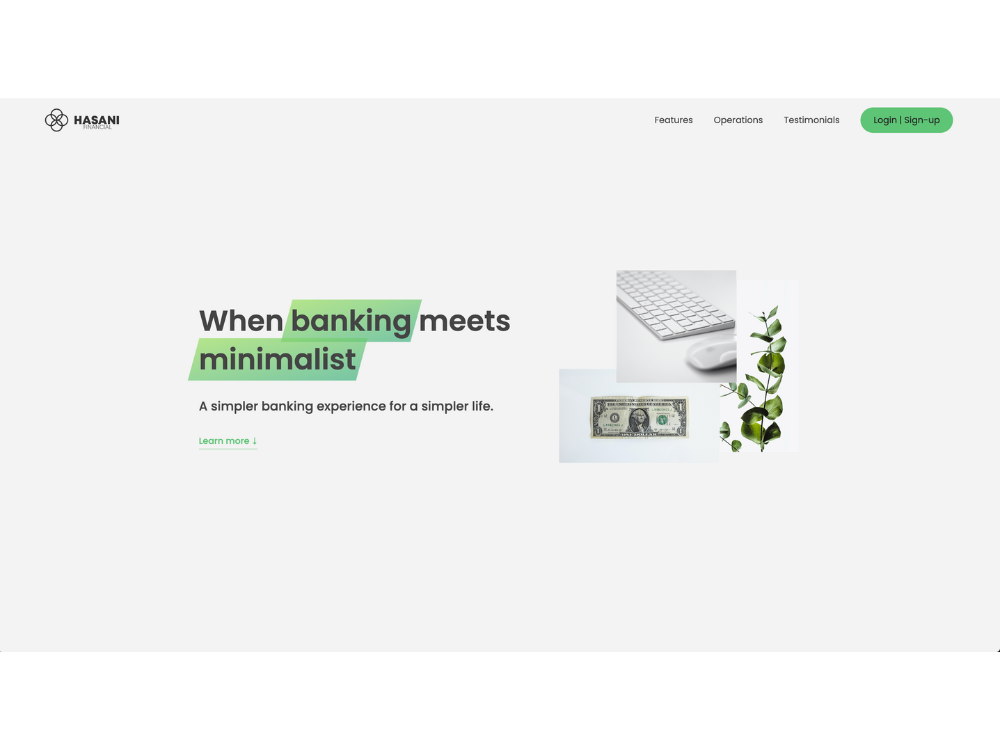 HASANI
FINANCIAL
Features
Operations
Testimonials
Login | Sign-up
When banking meets
minimalist
A simpler banking experience for a simpler life.
Learn more ↓